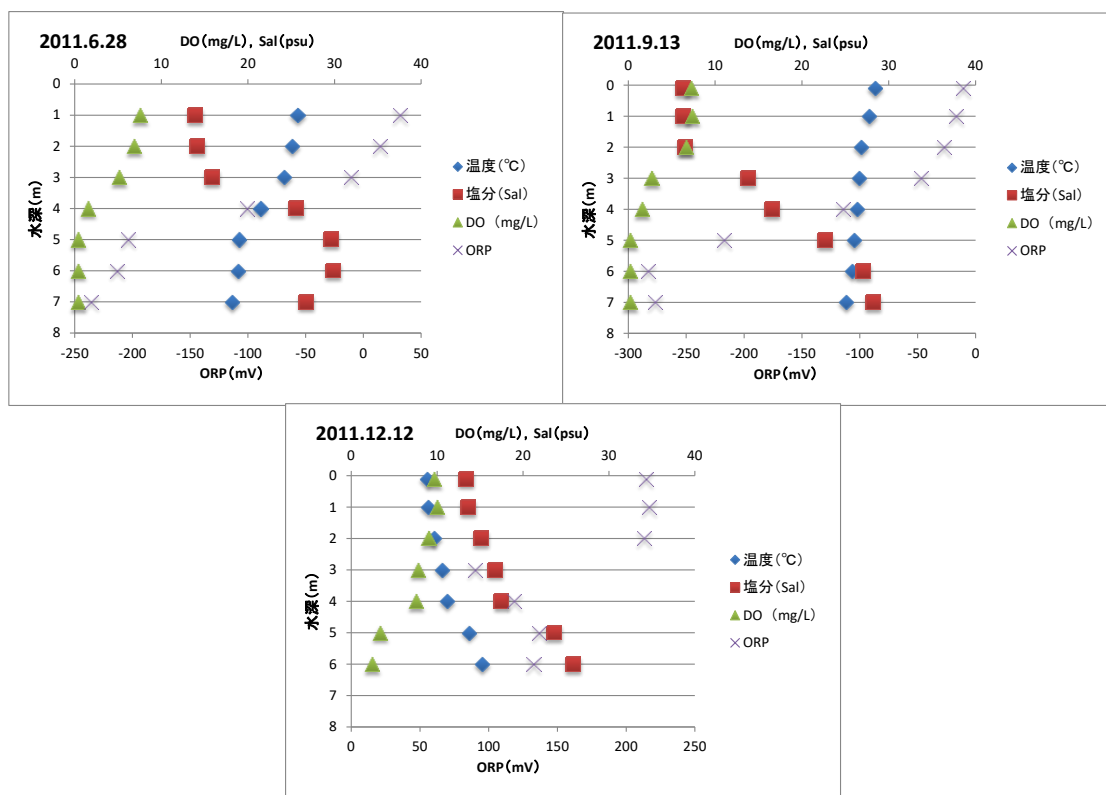 2011.6.28
DO(mg/L), Sal(psu)
0 10 20 30 40
0
1
2
3
4
5
6
7
8
水深(m)
-250 -200 -150 -100 -50 0 50
ORP(mV)
温度(℃)
塩分(Sal)
DO (mg/L)
ORP
2011.9.13
DO(mg/L), Sal(psu)
0 10 20 30 40
0
1
2
3
4
5
6
7
8
水深(m)
-300 -250 -200 -150 -100 -50 0
ORP(mV)
温度(℃)
塩分(Sal)
DO (mg/L)
ORP
2011.12.12
DO(mg/L), Sal(psu)
0 10 20 30 40
0
1
2
3
4
5
6
7
8
水深(m)
0 50 100 150 200 250
ORP(mV)
温度(℃)
塩分(Sal)
DO (mg/L)
ORP